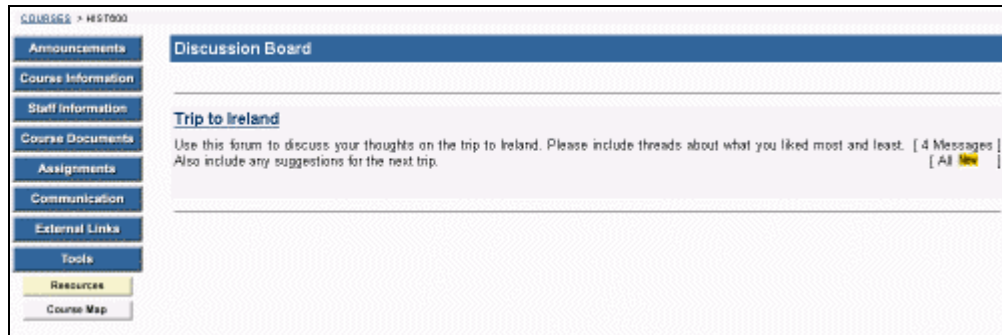 COURSES > HIST600
Announcements
Course Information
Staff Information
Course Documents
Assignments
Communication
External Links
Tools
Resources
Course Map
Discussion Board
Trip to Ireland
Use this forum to discuss your thoughts on the trip to Ireland. Please include threads about what you liked most and least. [ 4 Messages ]
Also include any suggestions for the next trip. [ All New ]